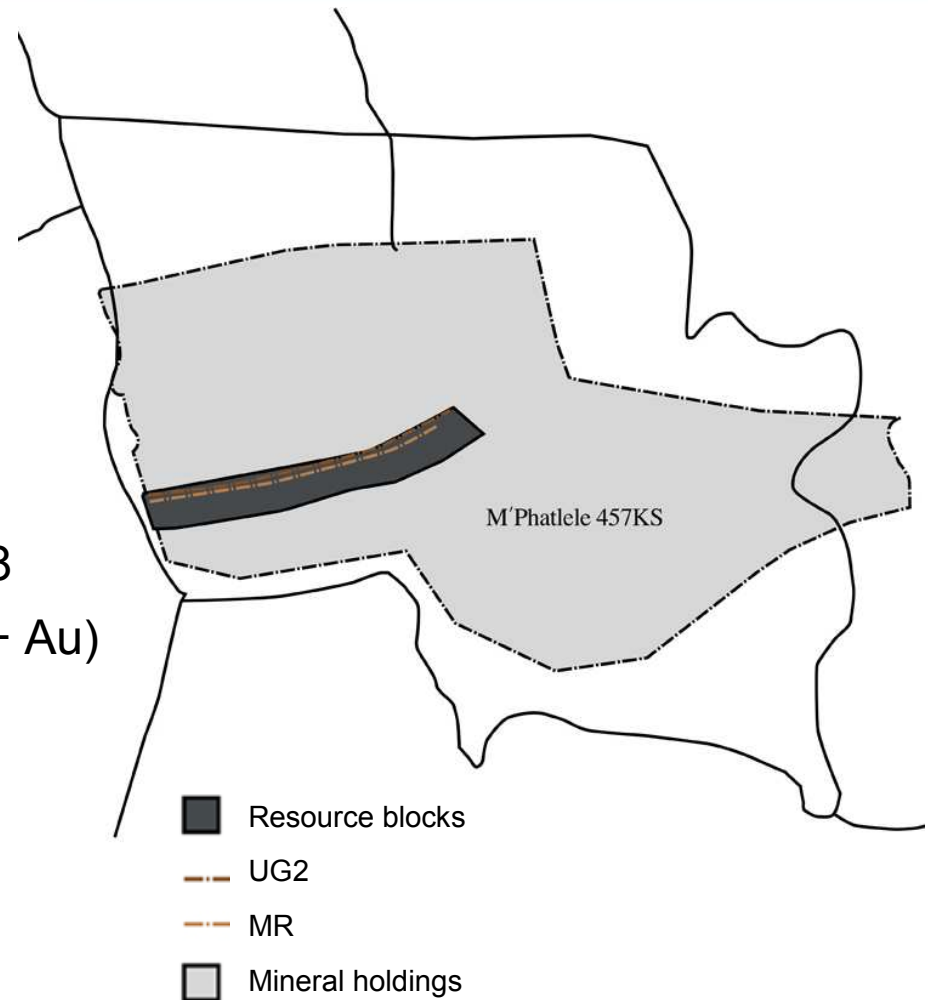 M'Phatlele 457KS
3
+ Au)
Resource blocks
UG2
MR
Mineral holdings